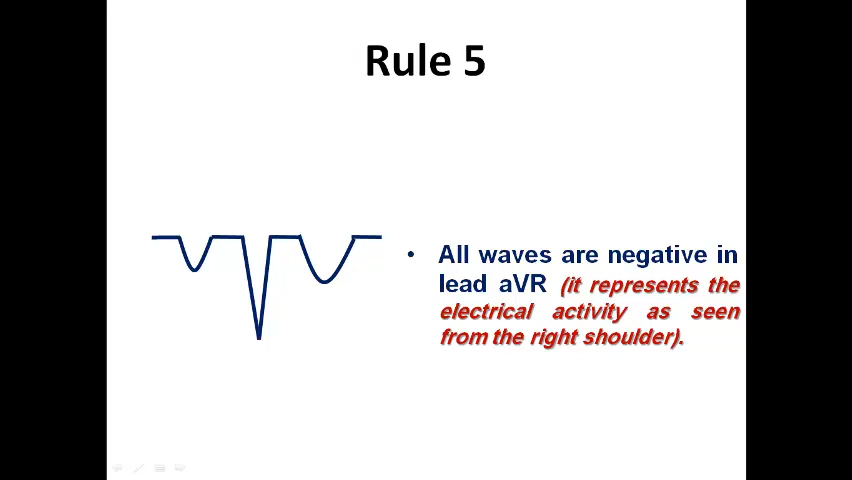 Rule 5
• All waves are negative in
lead aVR (it represents the
electrical activity as seen
from the right shoulder).